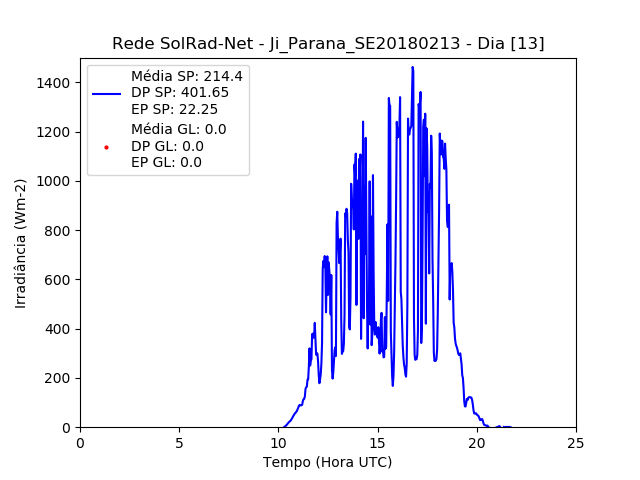 Rede SolRad-Net - Ji_Parana_SE20180213 - Dia [13]
Média SP: 214.4
DP SP: 401.65
EP SP: 22.25
Média GL: 0.0
DP GL: 0.0
EP GL: 0.0
Irradiância (Wm-2)
1400
1200
1000
800
600
400
200
0
0 5 10 15 20 25
Tempo (Hora UTC)